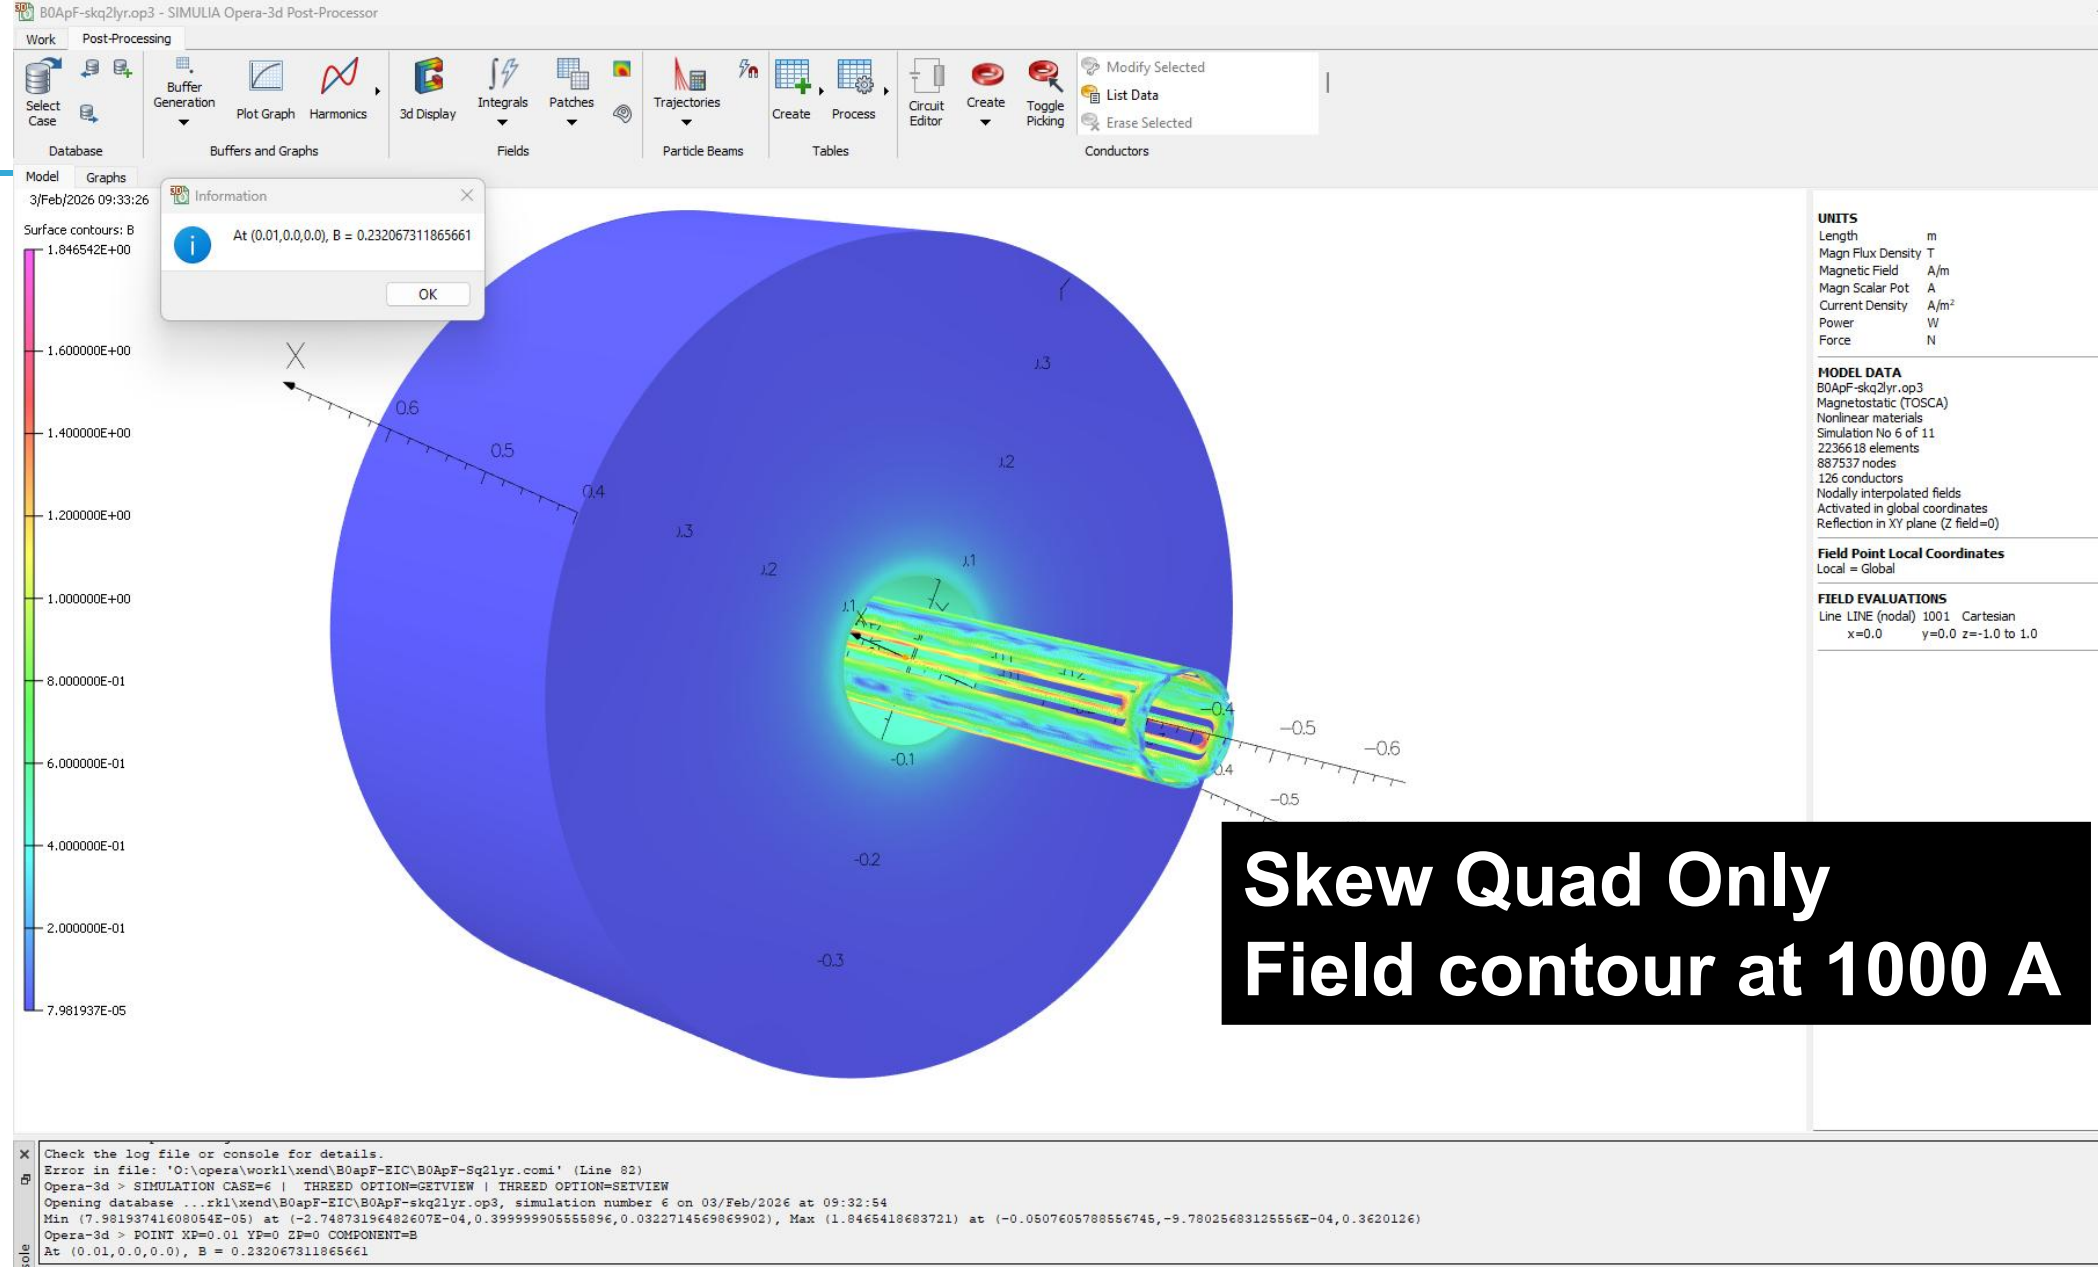 B0ApF-skq2lyr.op3 - SIMULIA Opera-3d Post-Processor
Work Post-Processing
Select Case
Buffer Generation
Plot Graph
Harmonics
3d Display
Integrals
Patches
Trajectories
Create
Process
Circuit Editor
Create
Toggle Picking
Modify Selected
List Data
Erase Selected
Database
Buffers and Graphs
Fields
Particle Beams
Tables
Conductors
Model Graphs
3/Feb/2026 09:33:26
Surface contours: B
1.846542E+00
1.600000E+00
1.400000E+00
1.200000E+00
1.000000E+00
8.000000E-01
6.000000E-01
4.000000E-01
2.000000E-01
7.981937E-05
Information
At (0.01,0.0,0.0), B = 0.232067311865661
OK
X
0.6
0.5
0.4
-0.1
-0.2
-0.3
-0.4
-0.5
-0.6
-0.5
UNITS
Length m
Magn Flux Density T
Magnetic Field A/m
Magn Scalar Pot A
Current Density A/m²
Power W
Force N
MODEL DATA
B0ApF-skq2lyr.op3
Magnetostatic (TOSCA)
Nonlinear materials
Simulation No 6 of 11
2236618 elements
887537 nodes
126 conductors
Nodally interpolated fields
Activated in global coordinates
Reflection in XY plane (Z field=0)
Field Point Local Coordinates
Local = Global
FIELD EVALUATIONS
Line LINE (nodal) 1001 Cartesian
x=0.0 y=0.0 z=-1.0 to 1.0
Skew Quad Only
Field contour at 1000 A
Check the log file or console for details.
Error in file: 'O:\opera\work1\xend\B0apF-EIC\B0ApF-Sq2lyr.comi' (Line 82)
Opera-3d > SIMULATION CASE=6 | THREED OPTION=GETVIEW | THREED OPTION=SETVIEW
Opening database ...rk1\xend\B0apF-EIC\B0ApF-skq2lyr.op3, simulation number 6 on 03/Feb/2026 at 09:32:54
Min (7.98193741608054E-05) at (-2.74873196482607E-04,0.399999905555896,0.0322714569869902), Max (1.8465418683721) at (-0.0507605788556745,-9.78025683125556E-04,0.3620126)
Opera-3d > POINT XP=0.01 YP=0 ZP=0 COMPONENT=B
At (0.01,0.0,0.0), B = 0.232067311865661